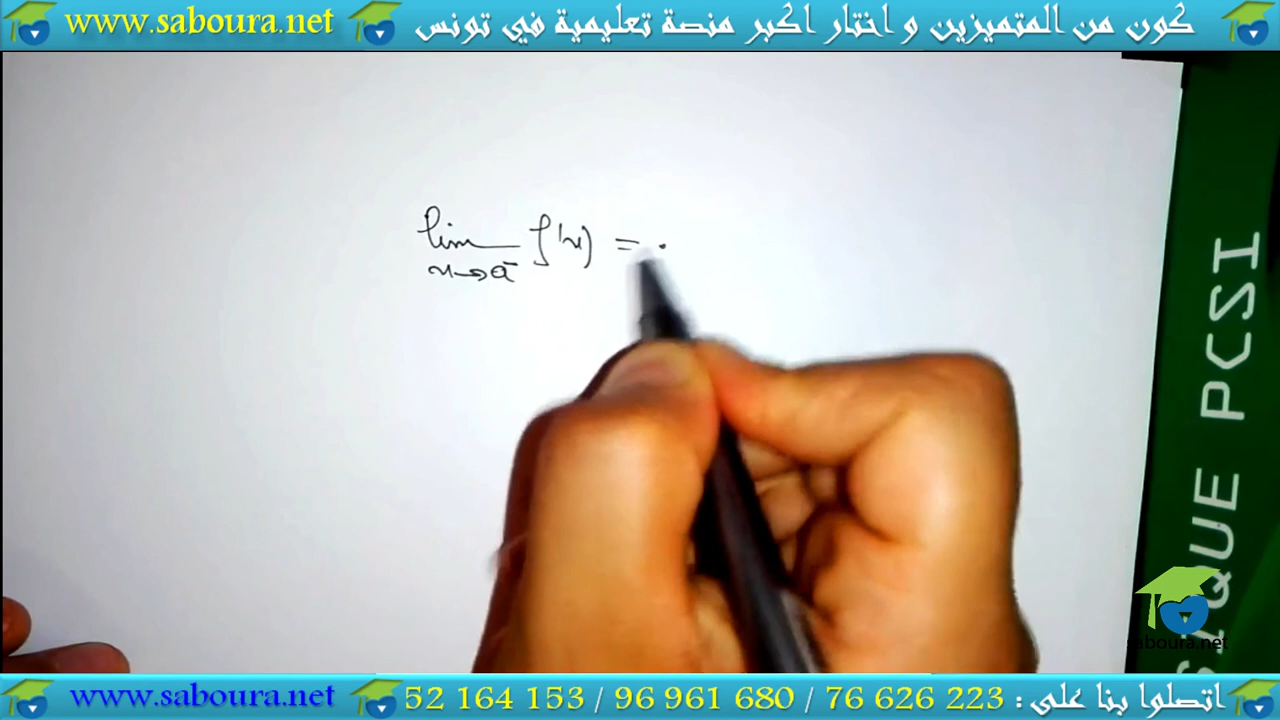 www.saboura.net كون من المتميزين و اختار اكبر منصة تعليمية في تونس
lim f(x) = .
x→a⁻
SIQUE PCSI
saboura.net
www.saboura.net 52 164 153 / 96 961 680 / 76 626 223 : اتصلوا بنا على